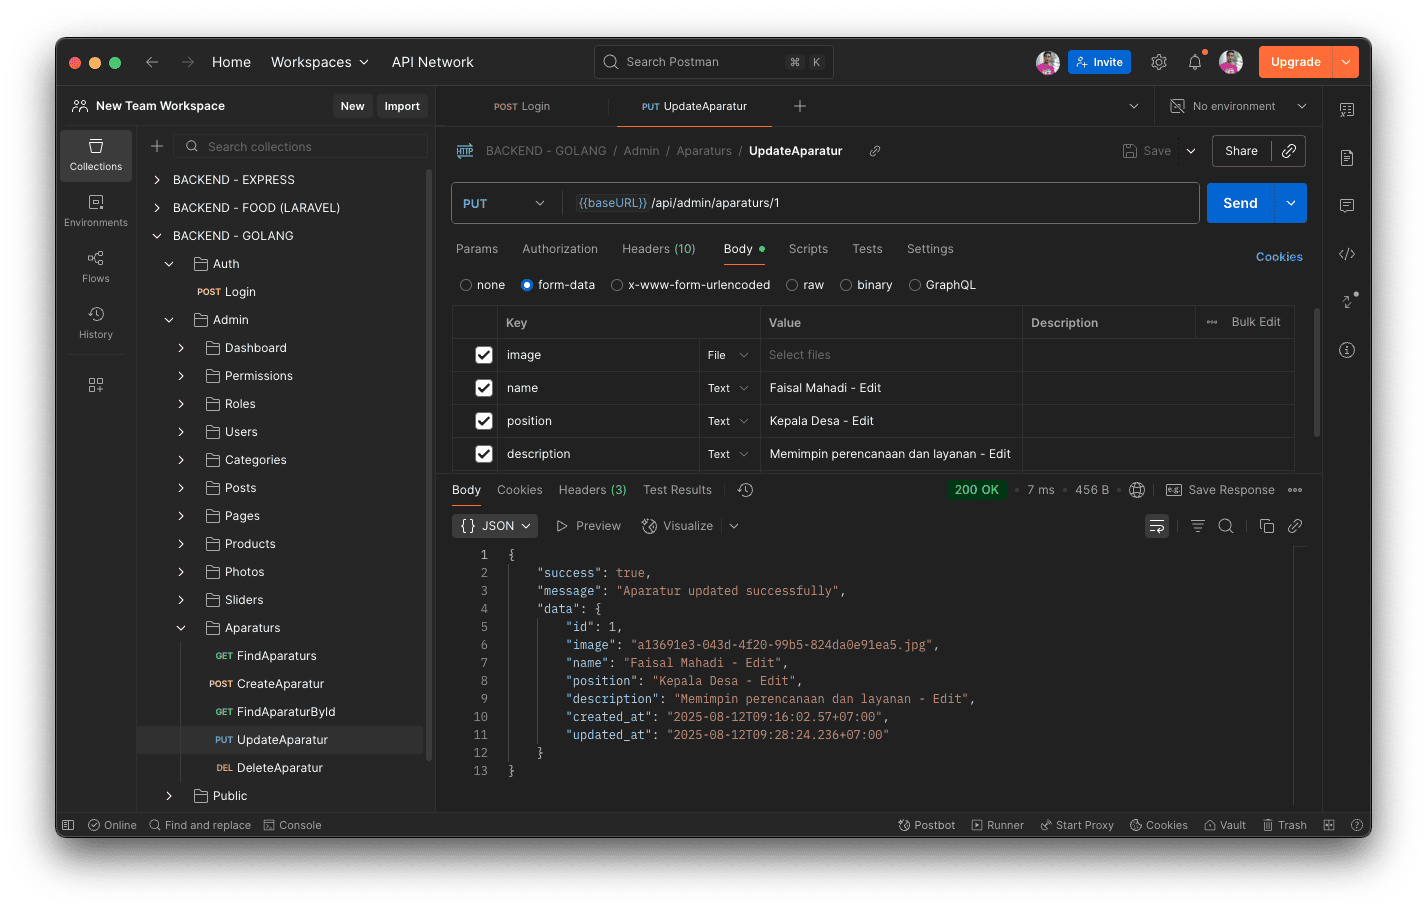 Home Workspaces API Network
Search Postman ⌘ K
Invite
Upgrade
New Team Workspace
New Import
POST Login
PUT UpdateAparatur
No environment
Collections
Environments
Flows
History
Search collections
BACKEND - EXPRESS
BACKEND - FOOD (LARAVEL)
BACKEND - GOLANG
Auth
POST Login
Admin
Dashboard
Permissions
Roles
Users
Categories
Posts
Pages
Products
Photos
Sliders
Aparaturs
GET FindAparaturs
POST CreateAparatur
GET FindAparaturById
PUT UpdateAparatur
DEL DeleteAparatur
Public
HTTP BACKEND - GOLANG / Admin / Aparaturs / UpdateAparatur
Save Share
PUT {{baseURL}} /api/admin/aparaturs/1
Send
Params Authorization Headers (10) Body Scripts Tests Settings
Cookies
none form-data x-www-form-urlencoded raw binary GraphQL
Key Value Description Bulk Edit
image File Select files
name Text Faisal Mahadi - Edit
position Text Kepala Desa - Edit
description Text Memimpin perencanaan dan layanan - Edit
Body Cookies Headers (3) Test Results
200 OK • 7 ms • 456 B •
e.g. Save Response
{} JSON Preview Visualize
1 {
2 "success": true,
3 "message": "Aparatur updated successfully",
4 "data": {
5 "id": 1,
6 "image": "a13691e3-043d-4f20-99b5-824da0e91ea5.jpg",
7 "name": "Faisal Mahadi - Edit",
8 "position": "Kepala Desa - Edit",
9 "description": "Memimpin perencanaan dan layanan - Edit",
10 "created_at": "2025-08-12T09:16:02.57+07:00",
11 "updated_at": "2025-08-12T09:28:24.236+07:00"
12 }
13 }
Online Find and replace Console
Postbot Runner Start Proxy Cookies Vault Trash